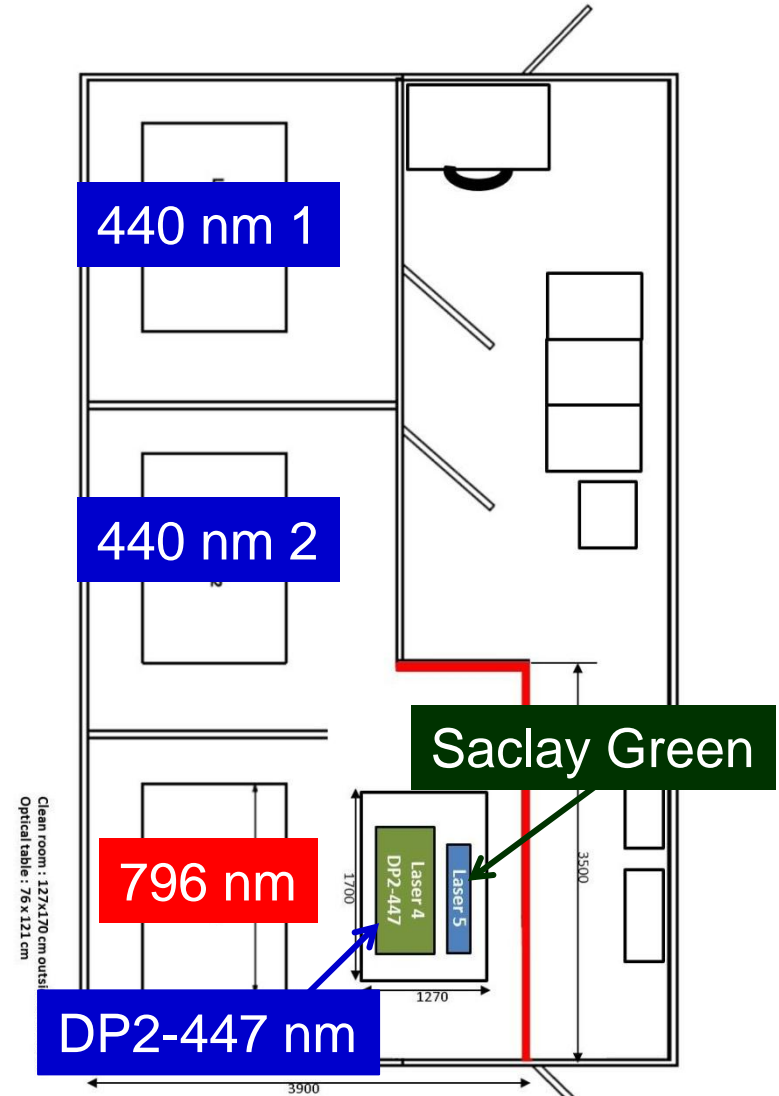 440 nm 1
440 nm 2
Saclay Green
796 nm
1700
Laser 4
DP2-447
Laser 5
3500
1270
DP2-447 nm
3900
Clean room : 127x170 cm
Optical table : 76 x 121 cm